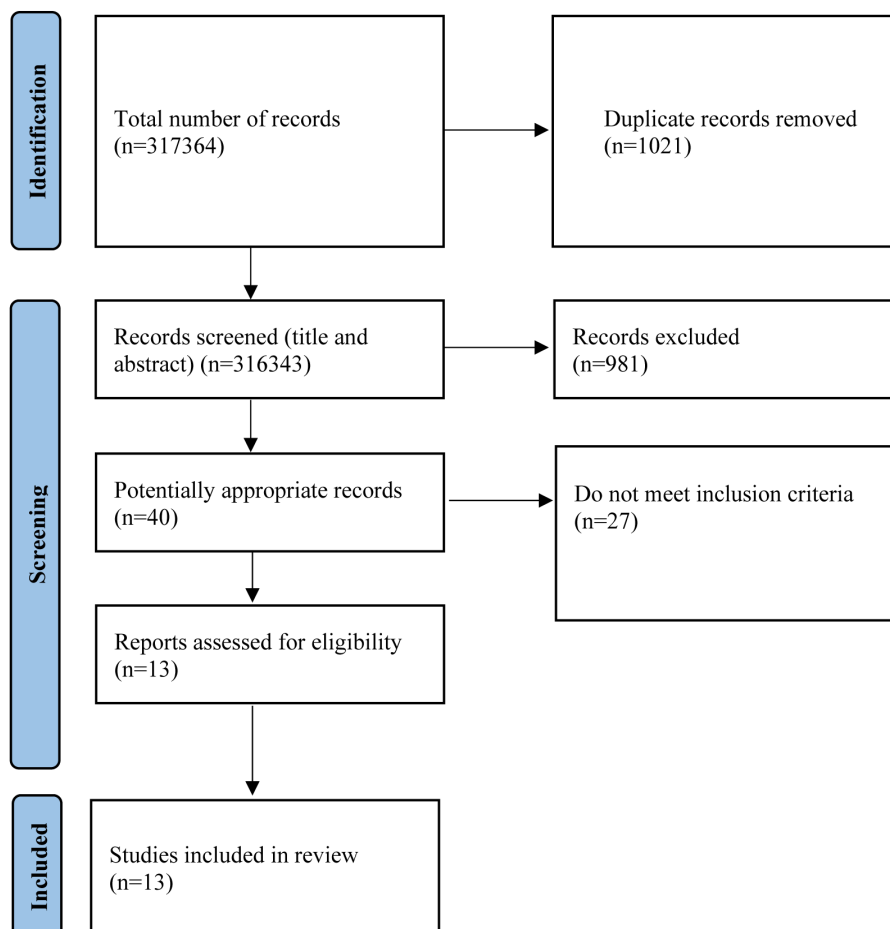 Identification
Total number of records
(n=317364)
Duplicate records removed
(n=1021)
Screening
Records screened (title and
abstract) (n=316343)
Records excluded
(n=981)
Potentially appropriate records
(n=40)
Do not meet inclusion criteria
(n=27)
Reports assessed for eligibility
(n=13)
Included
Studies included in review
(n=13)